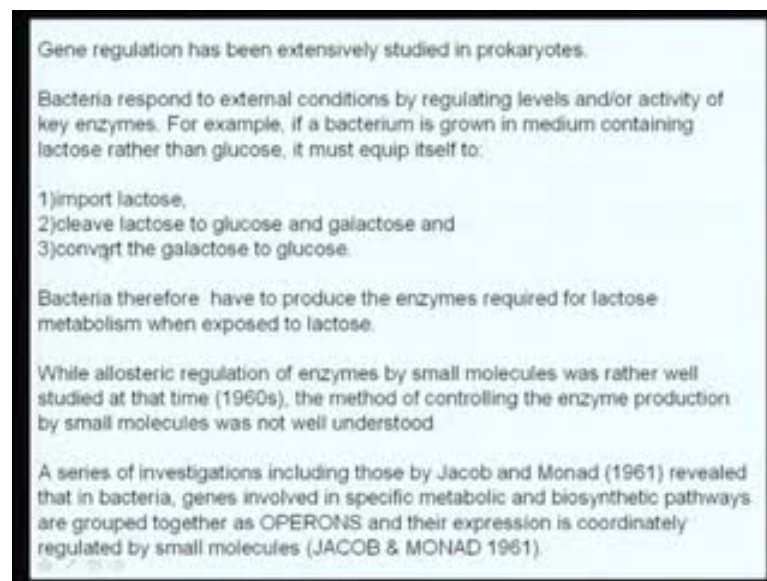 Gene regulation has been extensively studied in prokaryotes.
Bacteria respond to external conditions by regulating levels and/or activity of
key enzymes. For example, if a bacterium is grown in medium containing
lactose rather than glucose, it must equip itself to:
1)import lactose,
2)cleave lactose to glucose and galactose and
3)convert the galactose to glucose.
Bacteria therefore have to produce the enzymes required for lactose
metabolism when exposed to lactose.
While allosteric regulation of enzymes by small molecules was rather well
studied at that time (1960s), the method of controlling the enzyme production
by small molecules was not well understood
A series of investigations including those by Jacob and Monad (1961) revealed
that in bacteria, genes involved in specific metabolic and biosynthetic pathways
are grouped together as OPERONS and their expression is coordinately
regulated by small molecules (JACOB & MONAD 1961).